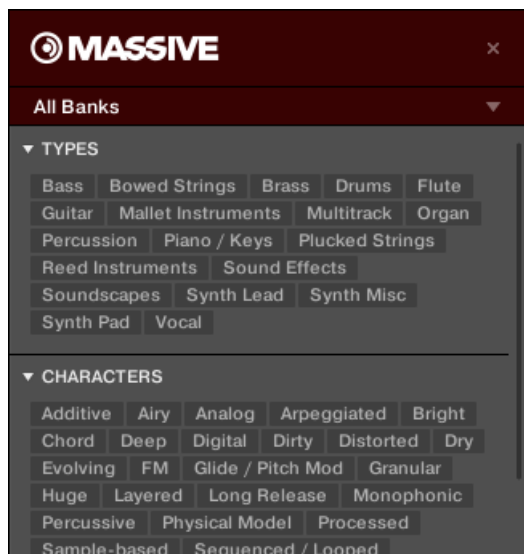 MASSIVE ×
All Banks
TYPES
Bass Bowed Strings Brass Drums Flute
Guitar Mallet Instruments Multitrack Organ
Percussion Piano / Keys Plucked Strings
Reed Instruments Sound Effects
Soundscapes Synth Lead Synth Misc
Synth Pad Vocal
CHARACTERS
Additive Airy Analog Arpeggiated Bright
Chord Deep Digital Dirty Distorted Dry
Evolving FM Glide / Pitch Mod Granular
Huge Layered Long Release Monophonic
Percussive Physical Model Processed
Sample-based Sequenced / Looped